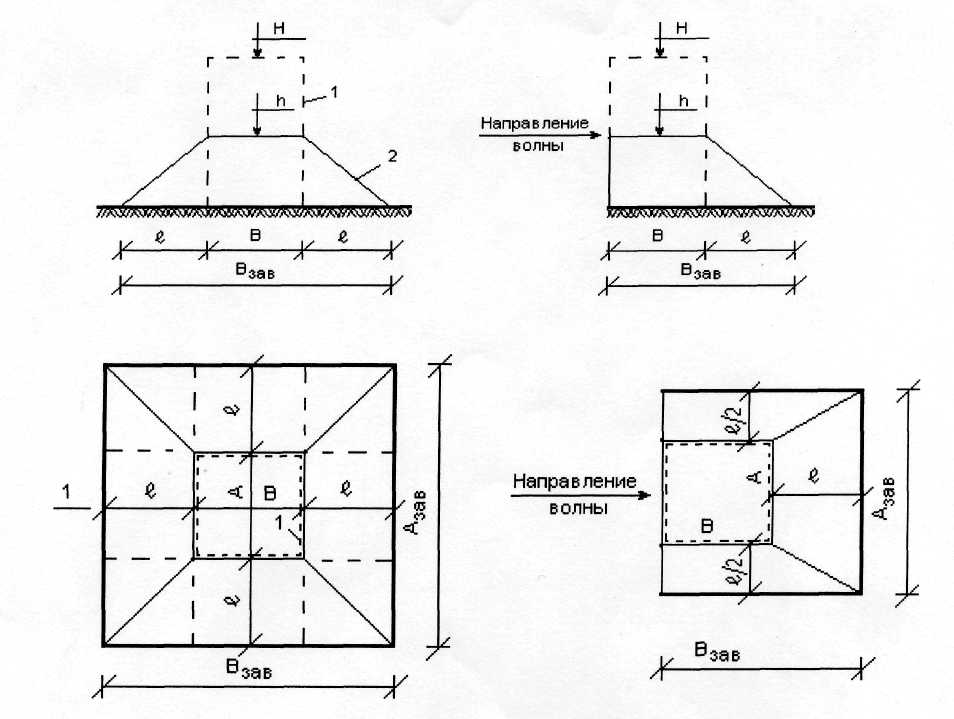 H
h
1
2
ℓ
B
ℓ
Bзав
H
h
Направление
волны
B
ℓ
Bзав
ℓ
1
ℓ
A
B
ℓ
1
ℓ
Aзав
Bзав
ℓ/2
Направление
волны
A
ℓ
B
ℓ/2
Aзав
Bзав